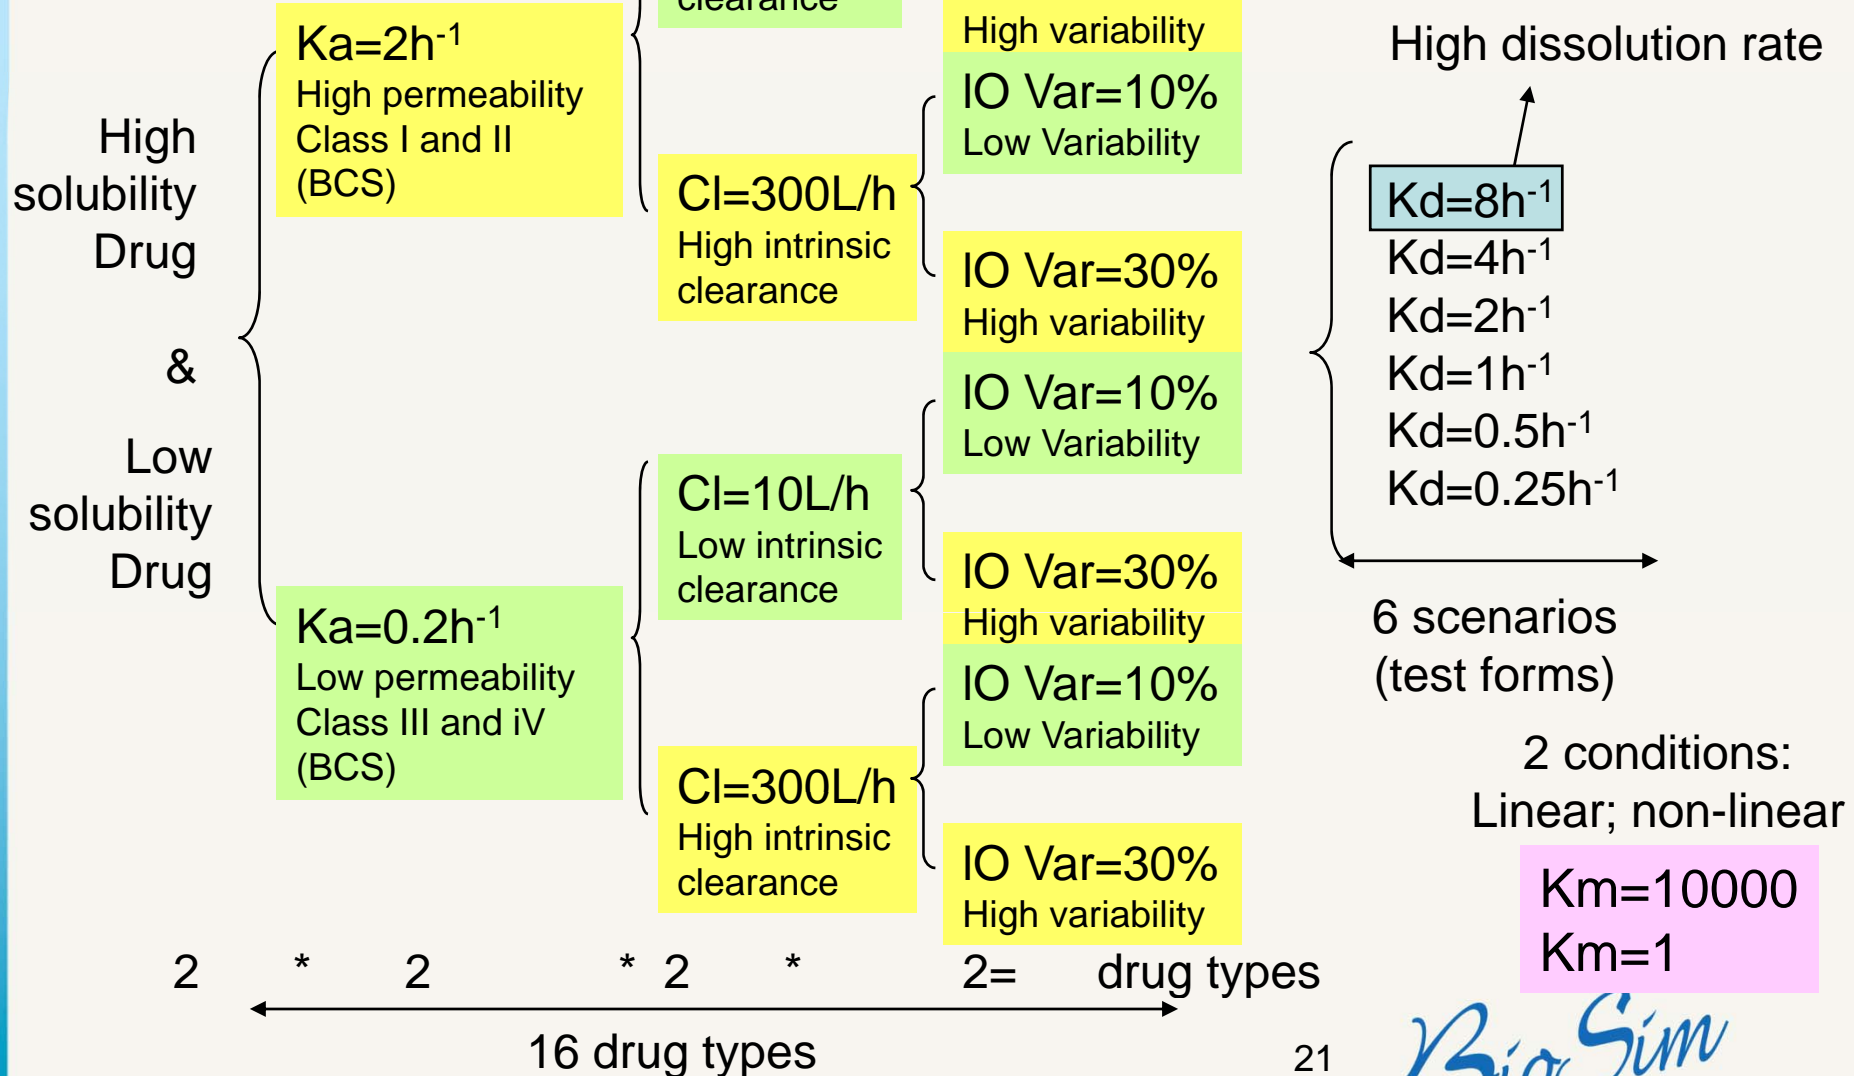 clearance
High variability
High dissolution rate
Ka=2h-1
High permeability
Class I and II
(BCS)
High
solubility
Drug
&
Low
solubility
Drug
Cl=300L/h
High intrinsic
clearance
IO Var=10%
Low Variability
IO Var=30%
High variability
Kd=8h-1
Kd=4h-1
Kd=2h-1
Kd=1h-1
Kd=0.5h-1
Kd=0.25h-1
6 scenarios
(test forms)
Ka=0.2h-1
Low permeability
Class III and iV
(BCS)
Cl=10L/h
Low intrinsic
clearance
IO Var=10%
Low Variability
IO Var=30%
High variability
Cl=300L/h
High intrinsic
clearance
IO Var=10%
Low Variability
IO Var=30%
High variability
2 conditions:
Linear; non-linear
Km=10000
Km=1
2 * 2 * 2 * 2= drug types
16 drug types
21
BioSim